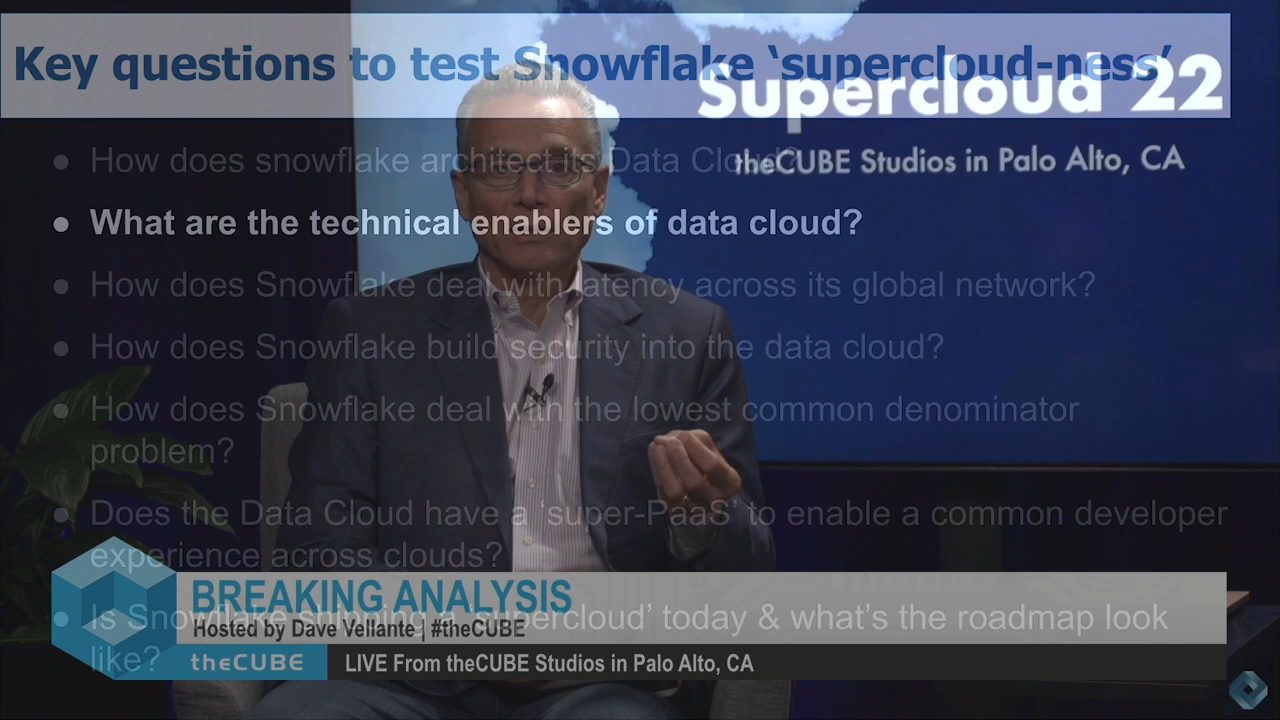 Key questions to test Snowflake ‘supercloud-ness’
Supercloud 22
theCUBE Studios in Palo Alto, CA
How does snowflake architect Data Cloud?
What are the technical enablers of data cloud?
How does Snowflake deal with latency across its global network?
How does Snowflake build security into the data cloud?
How does Snowflake deal with the lowest common denominator
problem?
Does the Data Cloud have a ‘super-PaaS’ to enable a common developer
experience across clouds?
Is Snowflake shipping a ‘supercloud’ today & what’s the roadmap look
like?
BREAKING ANALYSIS
Hosted by Dave Vellante | #theCUBE
theCUBE
LIVE From theCUBE Studios in Palo Alto, CA